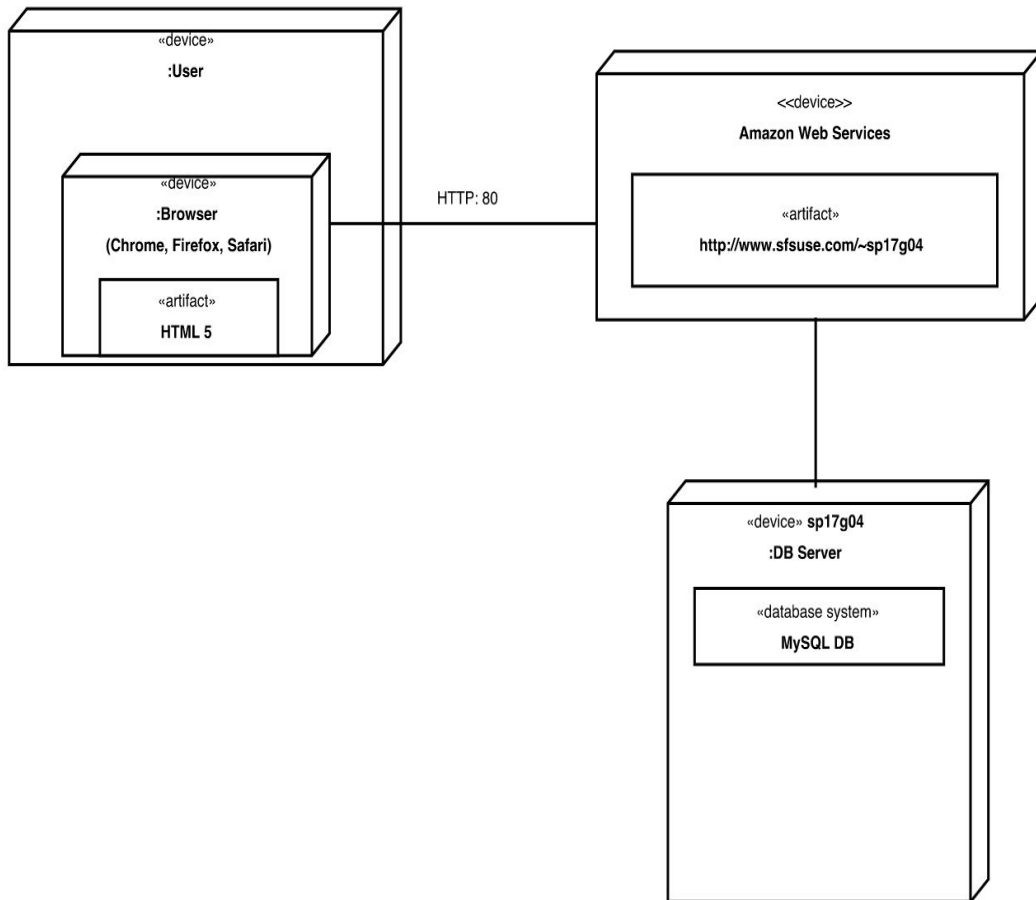 «device»
:User
«device»
:Browser
(Chrome, Firefox, Safari)
«artifact»
HTML 5
HTTP: 80
<<device>>
Amazon Web Services
«artifact»
http://www.sfsuse.com/~sp17g04
«device» sp17g04
:DB Server
«database system»
MySQL DB